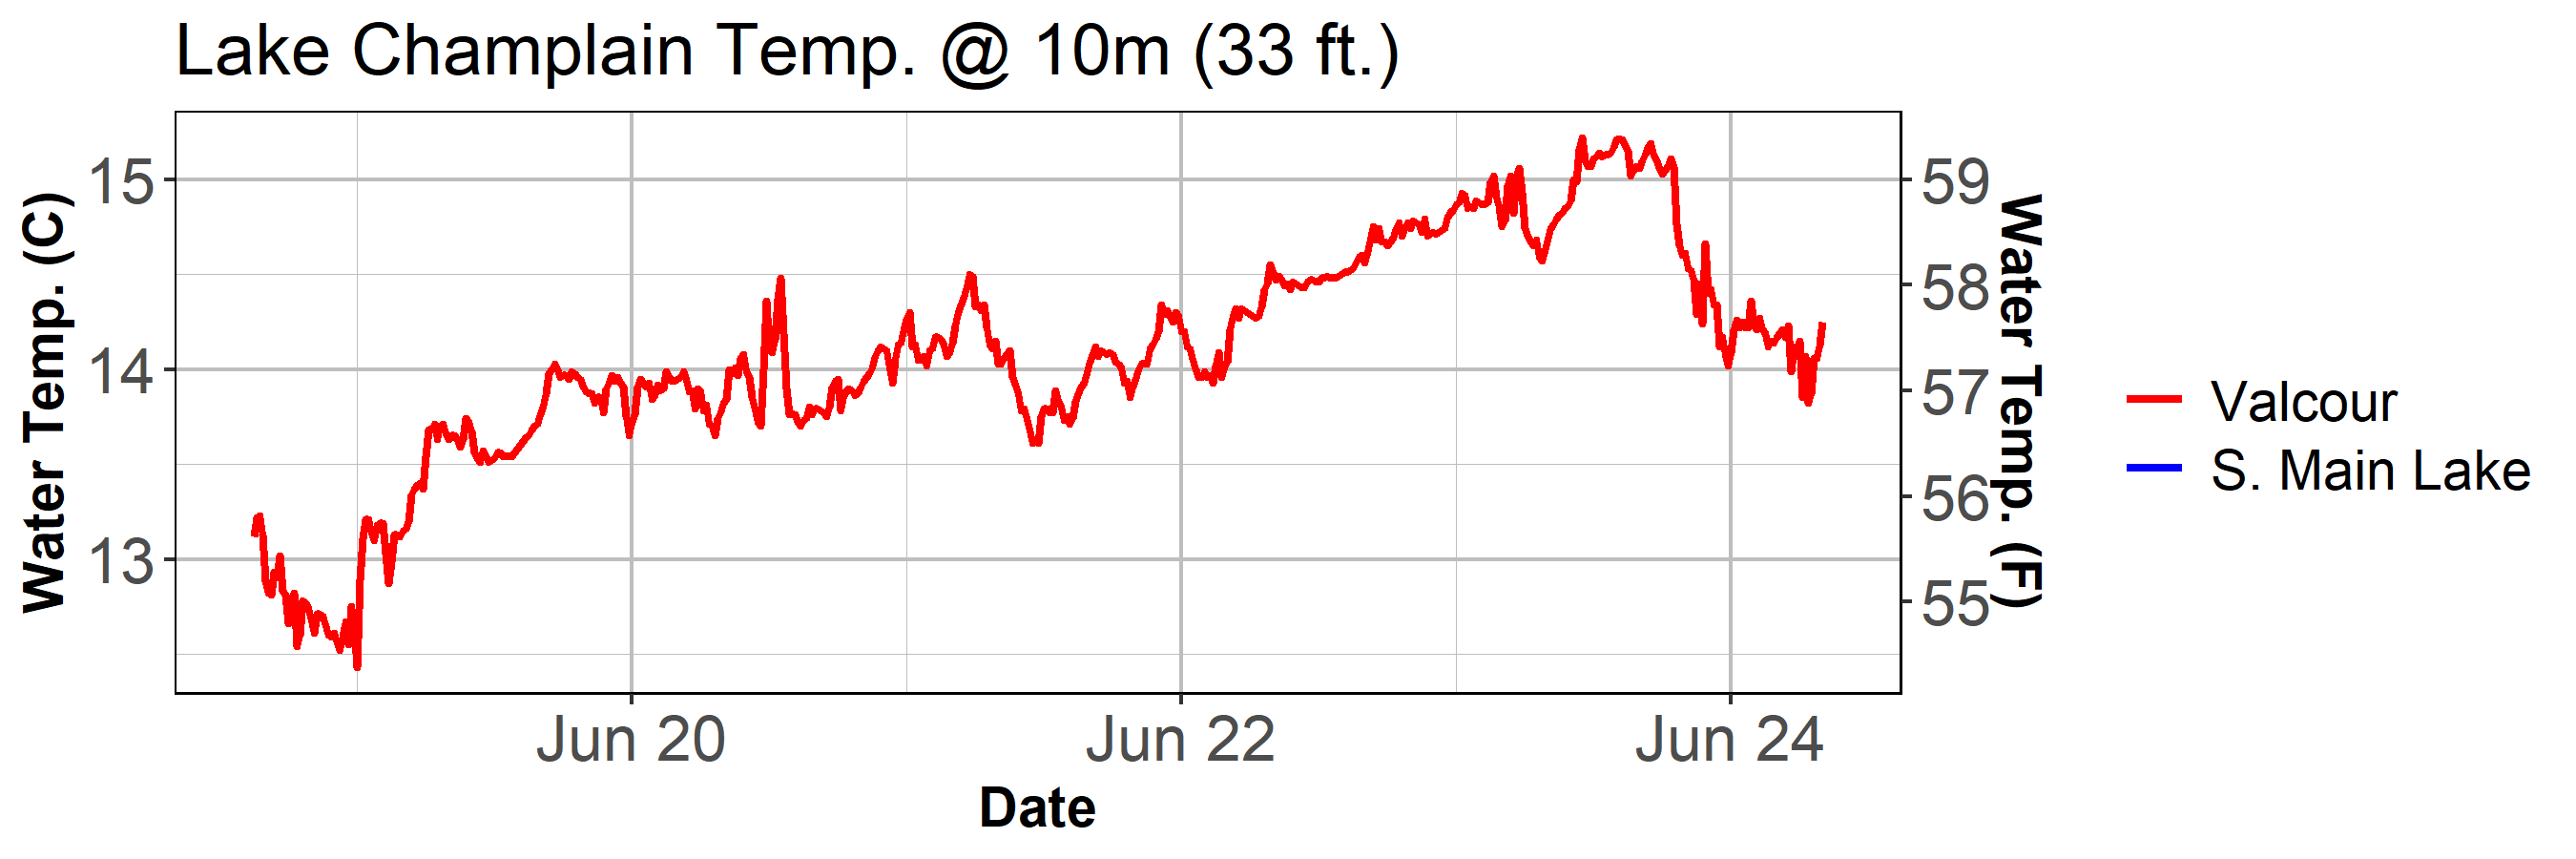 Lake Champlain Temp. @ 10m (33 ft.)
Water Temp. (C)
15
14
13
59
58
57
56
55
Water Temp. (F)
Jun 20
Jun 22
Jun 24
Date
Valcour
S. Main Lake